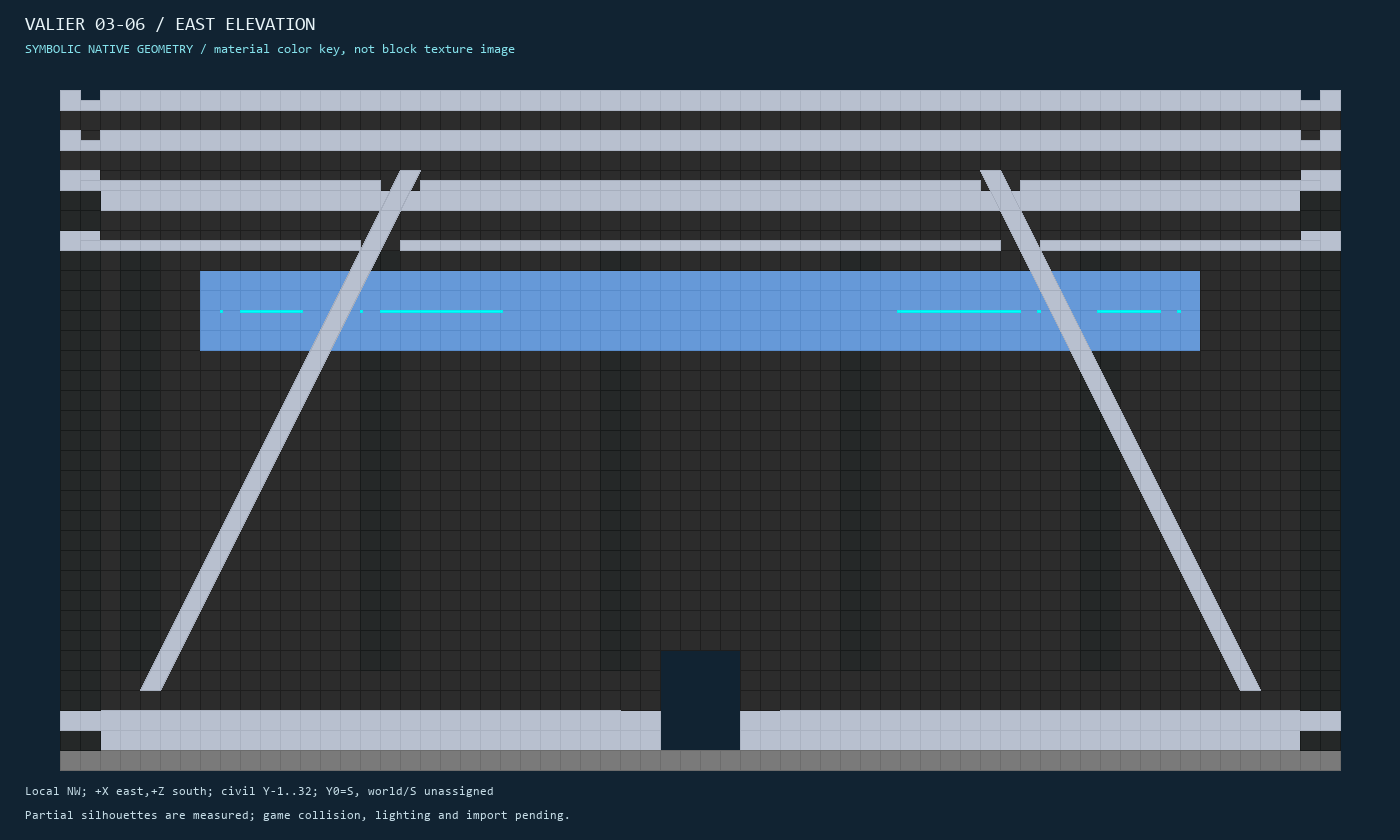 VALIER 03-06 / EAST ELEVATION
SYMBOLIC NATIVE GEOMETRY / material color key, not block texture image
Local NW; +X east,+Z south; civil Y-1..32; Y0=S, world/S unassigned
Partial silhouettes are measured; game collision, lighting and import pending.